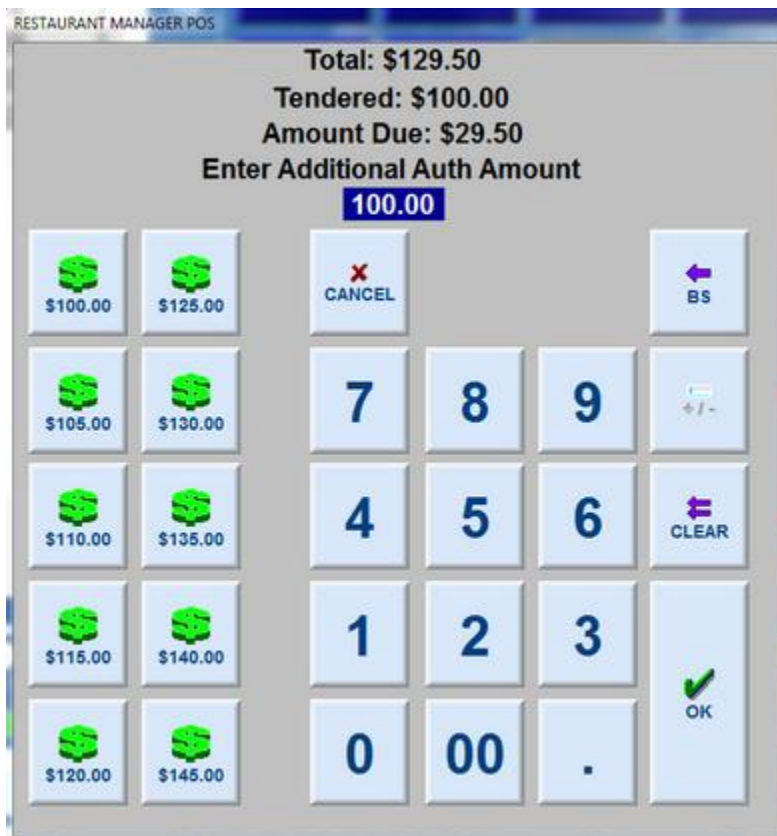 RESTAURANT MANAGER POS
Total: $129.50
Tendered: $100.00
Amount Due: $29.50
Enter Additional Auth Amount
100.00
$100.00 $125.00 CANCEL BS
$105.00 $130.00 7 8 9 +/-
$110.00 $135.00 4 5 6 CLEAR
$115.00 $140.00 1 2 3
OK
$120.00 $145.00 0 00 .